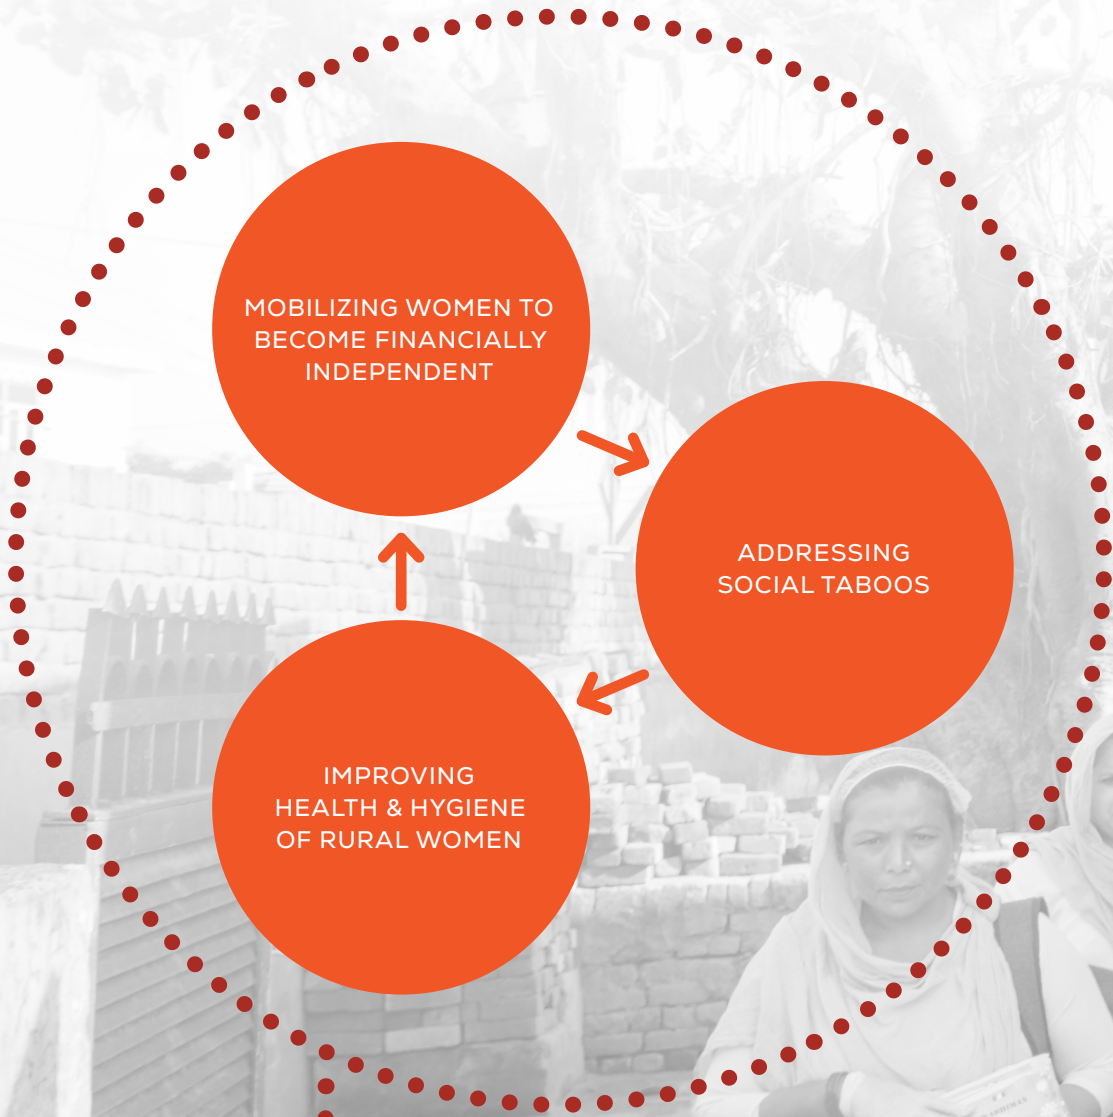 MOBILIZING WOMEN TO
BECOME FINANCIALLY
INDEPENDENT
ADDRESSING
SOCIAL TABOOS
IMPROVING
HEALTH & HYGIENE
OF RURAL WOMEN